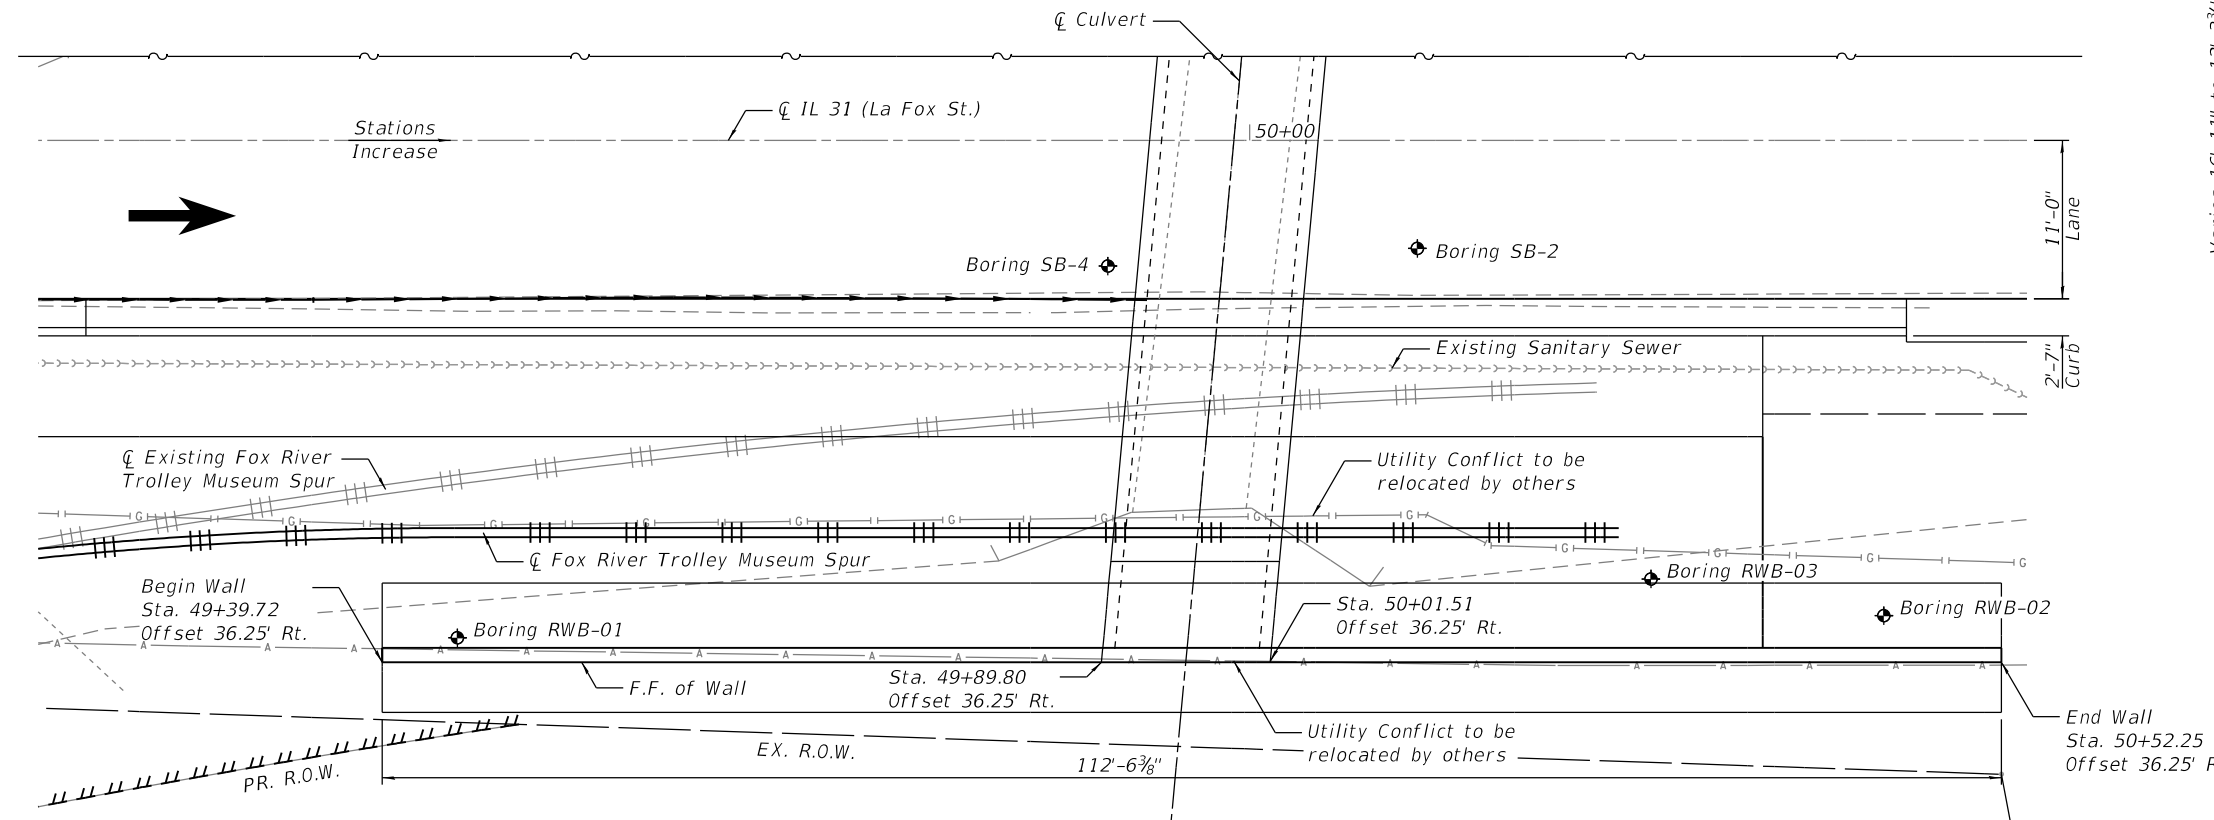 ℄ Culvert
℄ IL 31 (La Fox St.)
Stations
Increase
50+00
11'-0"
Lane
Boring SB-4
Boring SB-2
Existing Sanitary Sewer
2'-7"
Curb
℄ Existing Fox River
Trolley Museum Spur
Utility Conflict to be
relocated by others
G G G G G G G G G G G G G
℄ Fox River Trolley Museum Spur
Begin Wall
Sta. 49+39.72
Offset 36.25' Rt.
Boring RWB-03
Boring RWB-02
Sta. 50+01.51
Offset 36.25' Rt.
Boring RWB-01
A A A A A A A A A A A A A A A A A A A A A A
F.F. of Wall
Sta. 49+89.80
Offset 36.25' Rt.
End Wall
Sta. 50+52.25
Offset 36.25' R
Utility Conflict to be
relocated by others
EX. R.O.W.
PR. R.O.W.
112'-6⅜"